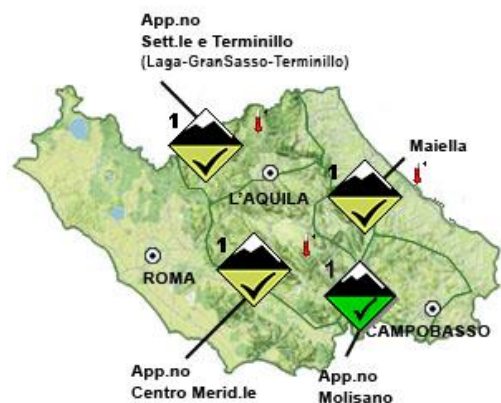 App.no
Sett.le e Terminillo
(Laga-GranSasso-Terminillo)
1
L'AQUILA
1
Maiella
1
ROMA
1
CAMPOBASSO
App.no
Centro Merid.le
App.no
Molisano